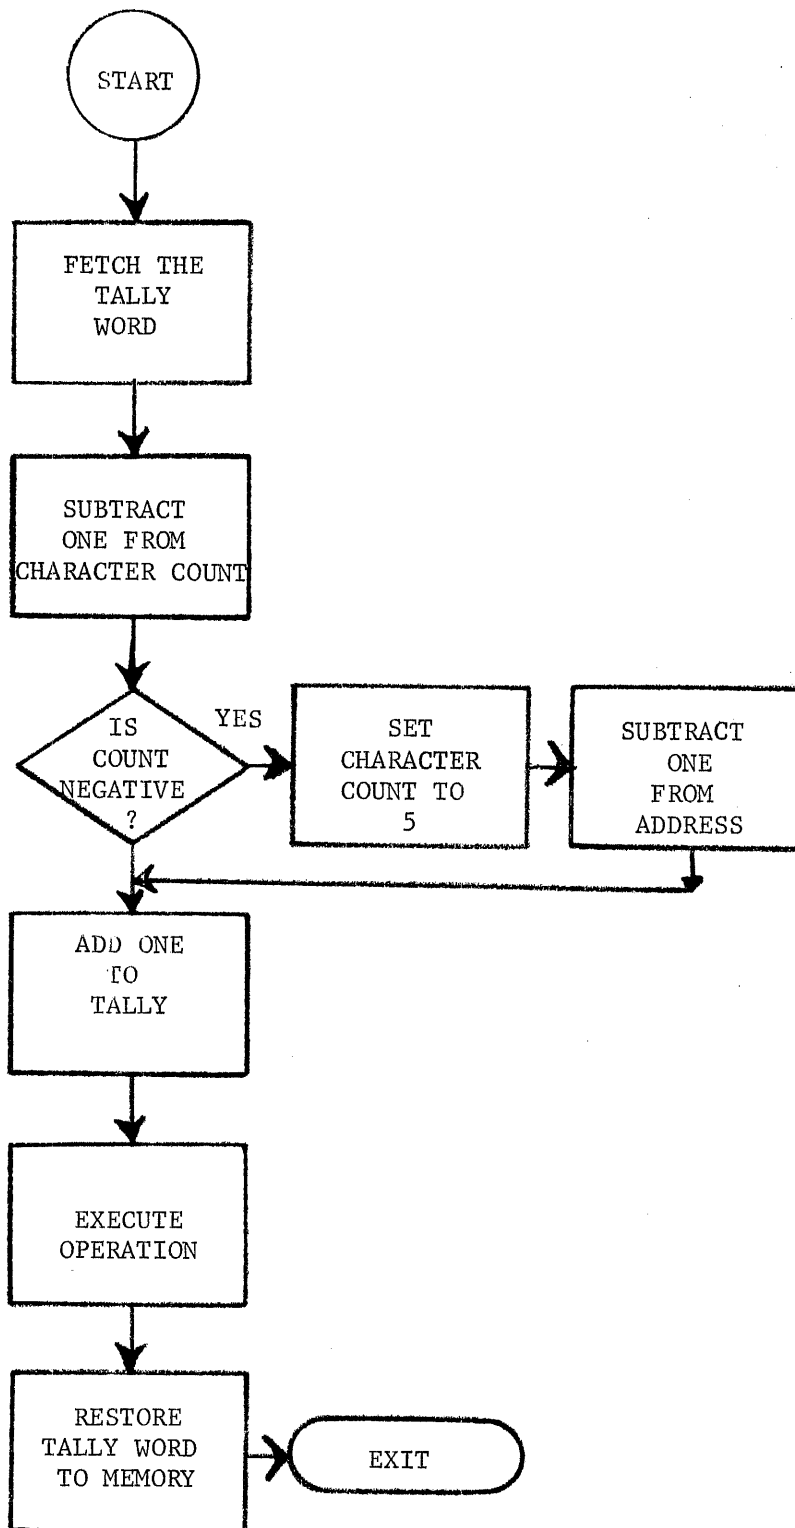 START
FETCH THE
TALLY
WORD
SUBTRACT
ONE FROM
CHARACTER COUNT
IS
COUNT
NEGATIVE
?
YES
SET
CHARACTER
COUNT TO
5
SUBTRACT
ONE
FROM
ADDRESS
ADD ONE
TO
TALLY
EXECUTE
OPERATION
RESTORE
TALLY WORD
TO MEMORY
EXIT